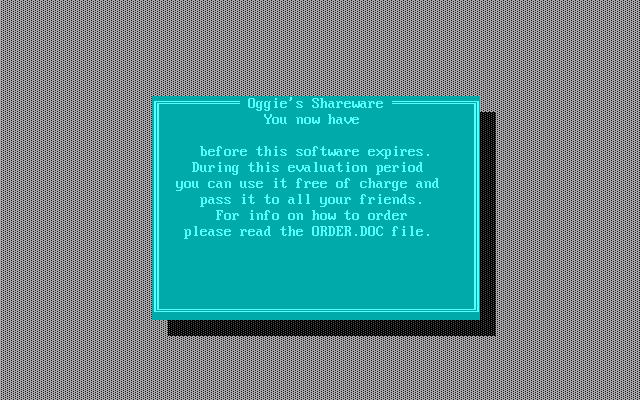 Oggie's Shareware
You now have
before this software expires.
During this evaluation period
you can use it free of charge and
pass it to all your friends.
For info on how to order
please read the ORDER.DOC file.